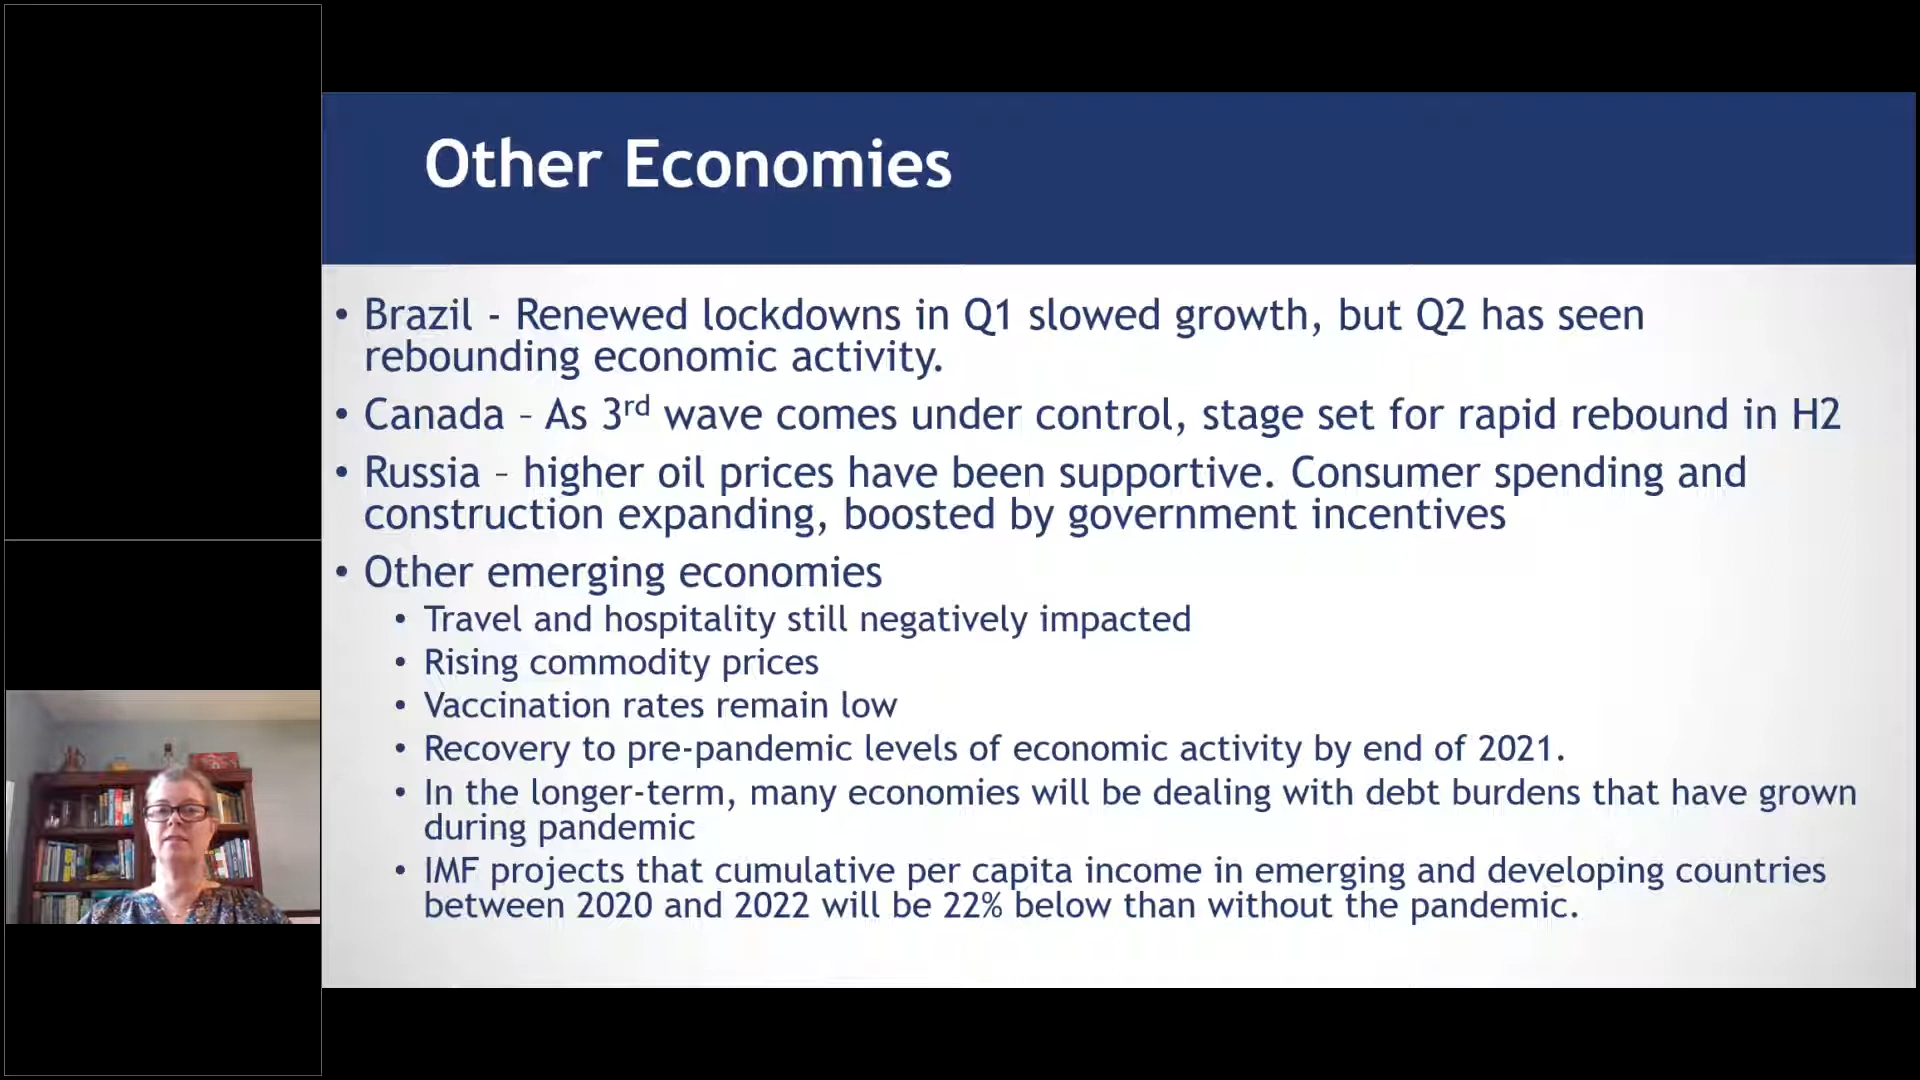 Other Economies
• Brazil - Renewed lockdowns in Q1 slowed growth, but Q2 has seen
rebounding economic activity.
• Canada – As 3rd wave comes under control, stage set for rapid rebound in H2
• Russia – higher oil prices have been supportive. Consumer spending and
construction expanding, boosted by government incentives
• Other emerging economies
• Travel and hospitality still negatively impacted
• Rising commodity prices
• Vaccination rates remain low
• Recovery to pre-pandemic levels of economic activity by end of 2021.
• In the longer-term, many economies will be dealing with debt burdens that have grown
during pandemic
• IMF projects that cumulative per capita income in emerging and developing countries
between 2020 and 2022 will be 22% below than without the pandemic.